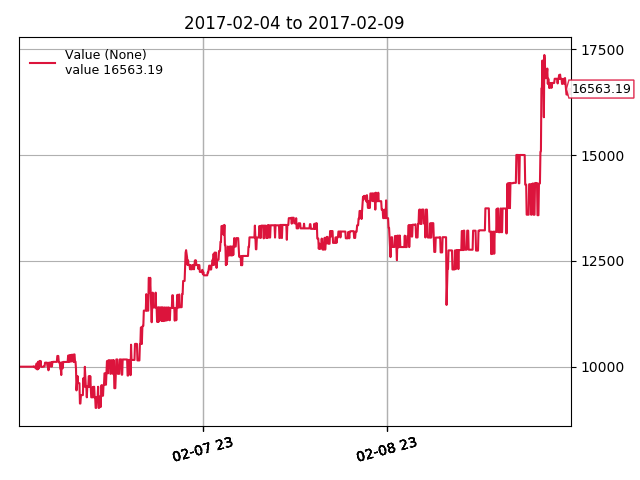 2017-02-04 to 2017-02-09
Value (None)
value 16563.19
17500
16563.19
15000
12500
10000
02-07 23
02-08 23